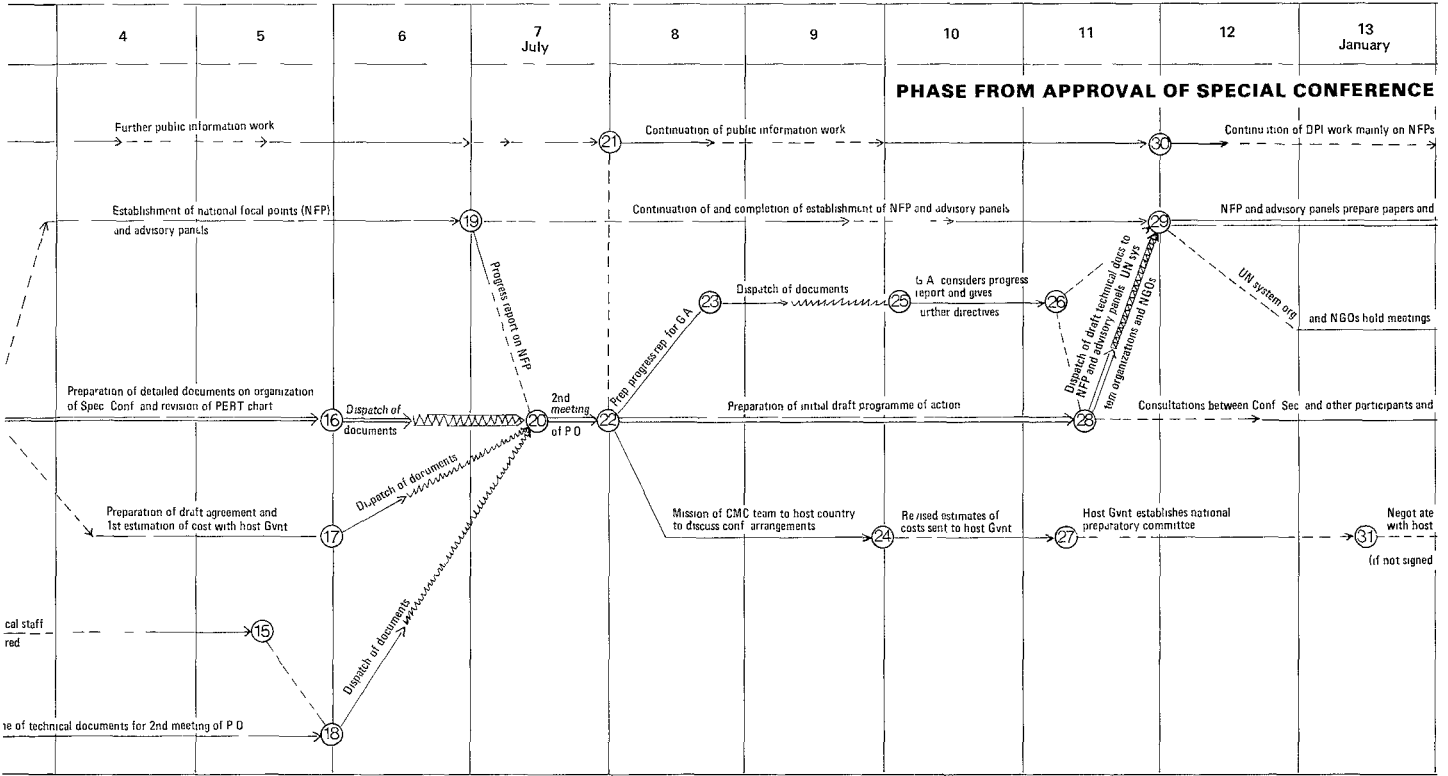 4 5 6 7 8 9 10 11 12 13
July January
PHASE FROM APPROVAL OF SPECIAL CONFERENCE
Further public information work
21
Continuation of public information work
30
Continuation of DPI work mainly on NFPs
Establishment of national focal points (NFP)
and advisory panels
19
Continuation of and completion of establishment of NFP and advisory panels
29
NFP and advisory panels prepare papers and
Progress report on NFP
23
Dispatch of documents
25
G A considers progress
report and gives
urther directives
26
Dispatch of draft technical docs to
NFP and advisory panels UN sys
tem organizations and NGOs
UN system org
and NGOs hold meetings
Prep progress rep for G A
Preparation of detailed documents on organization
of Spec Conf and revision of PERT chart
16
Dispatch of
documents
20
2nd
meeting
of P O
22
Preparation of initial draft programme of action
28
Consultations between Conf Sec and other participants and
Dispatch of documents
Preparation of draft agreement and
1st estimation of cost with host Gvnt
17
Mission of CMC team to host country
to discuss conf arrangements
24
Revised estimates of
costs sent to host Gvnt
27
Host Gvnt establishes national
preparatory committee
31
Negot ate
with host
(if not signed
cal staff
red
15
Dispatch of documents
ne of technical documents for 2nd meeting of P O
18